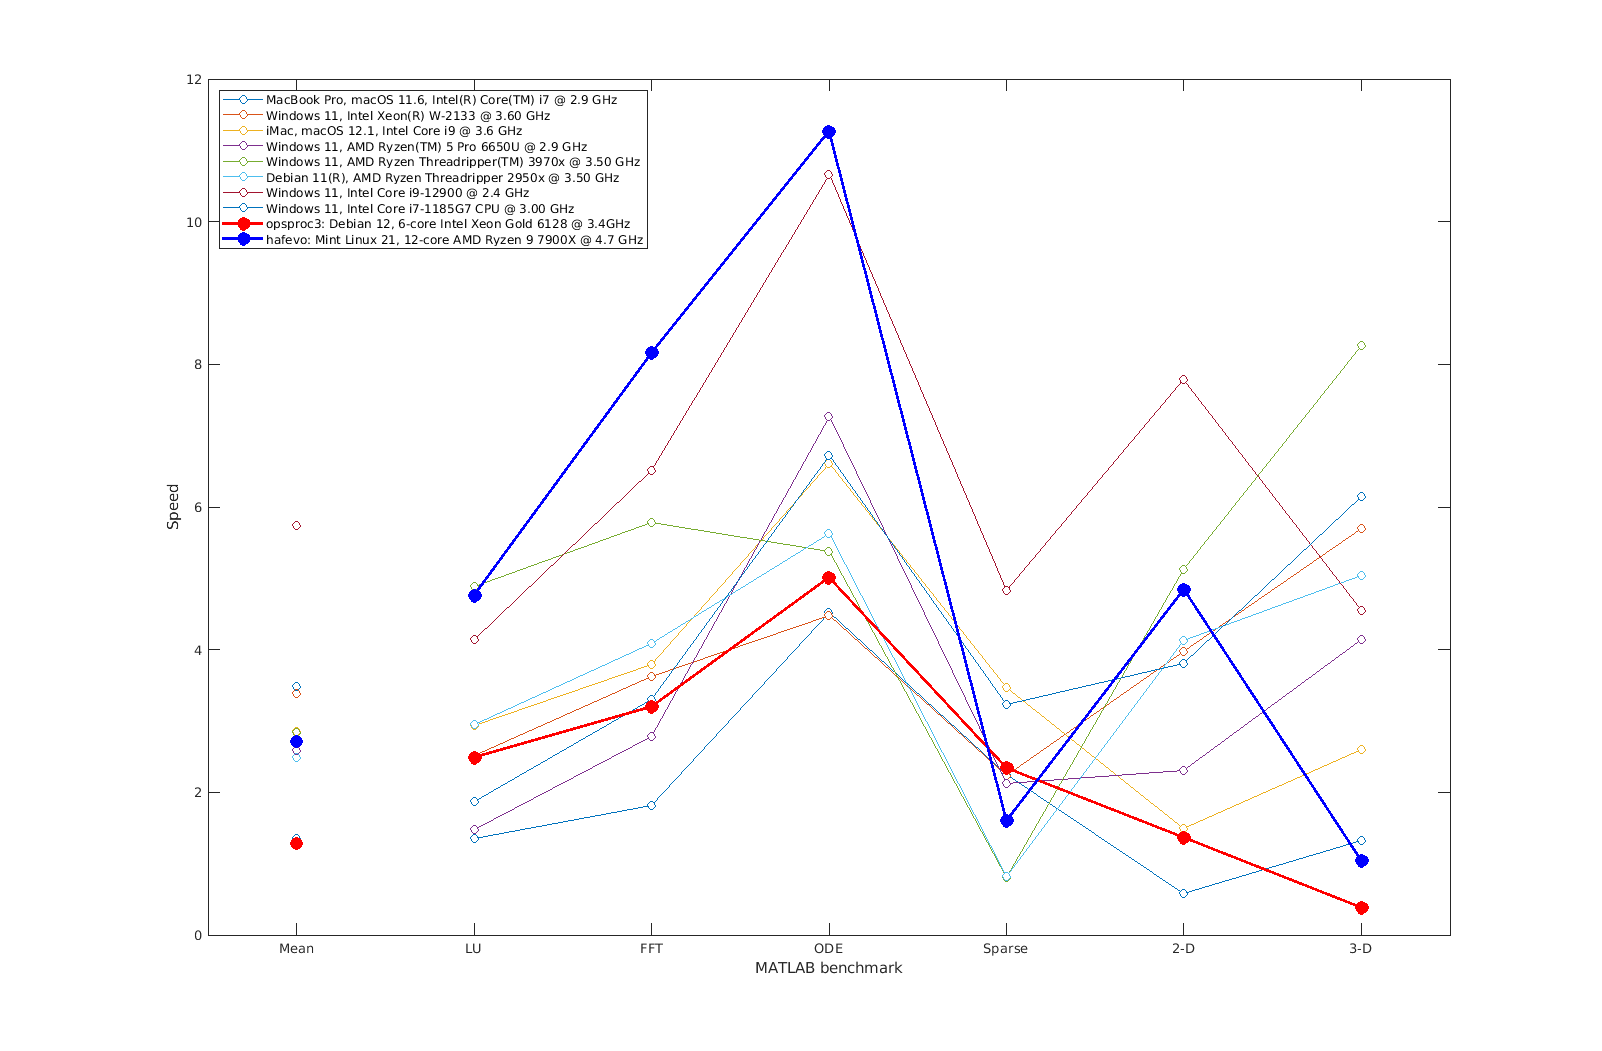 12
MacBook Pro, macOS 11.6, Intel(R) Core(TM) i7 @ 2.9 GHz
Windows 11, Intel Xeon(R) W-2133 @ 3.60 GHz
iMac, macOS 12.1, Intel Core i9 @ 3.6 GHz
Windows 11, AMD Ryzen(TM) 5 Pro 6650U @ 2.9 GHz
Windows 11, AMD Ryzen Threadripper(TM) 3970x @ 3.50 GHz
Debian 11(R), AMD Ryzen Threadripper 2950x @ 3.50 GHz
Windows 11, Intel Core i9-12900 @ 2.4 GHz
Windows 11, Intel Core i7-1185G7 CPU @ 3.00 GHz
opsproc3: Debian 12, 6-core Intel Xeon Gold 6128 @ 3.4GHz
hafevo: Mint Linux 21, 12-core AMD Ryzen 9 7900X @ 4.7 GHz
10
8
6
4
2
0
Speed
Mean LU FFT ODE Sparse 2-D 3-D
MATLAB benchmark